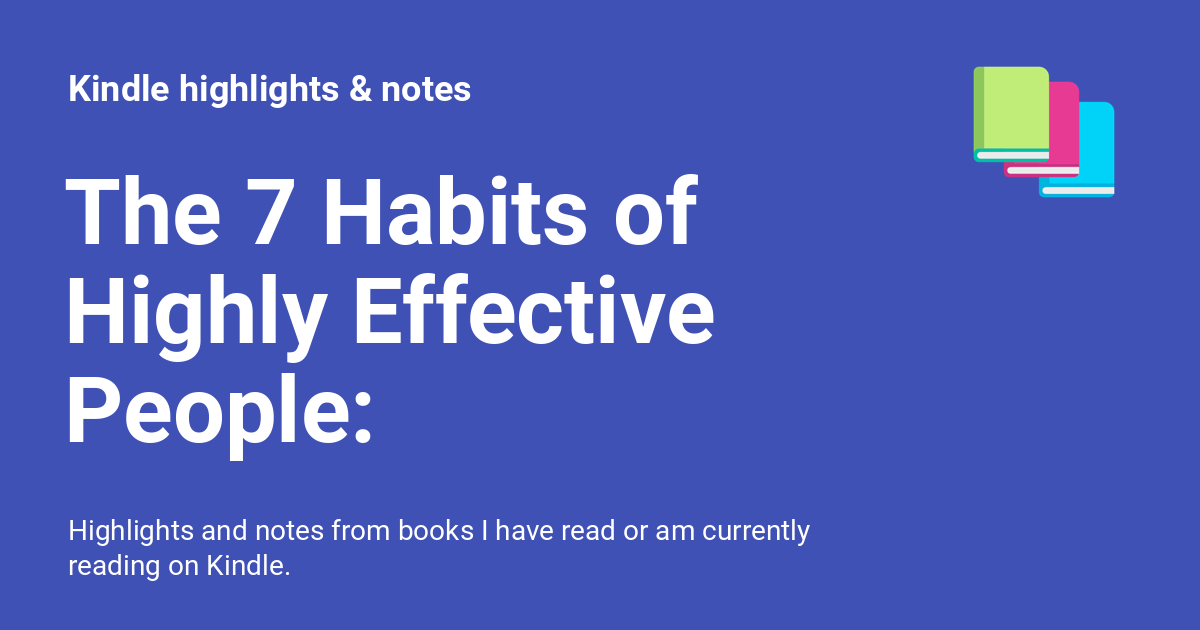 Kindle highlights & notes
The 7 Habits of
Highly Effective
People:
Highlights and notes from books I have read or am currently
reading on Kindle.